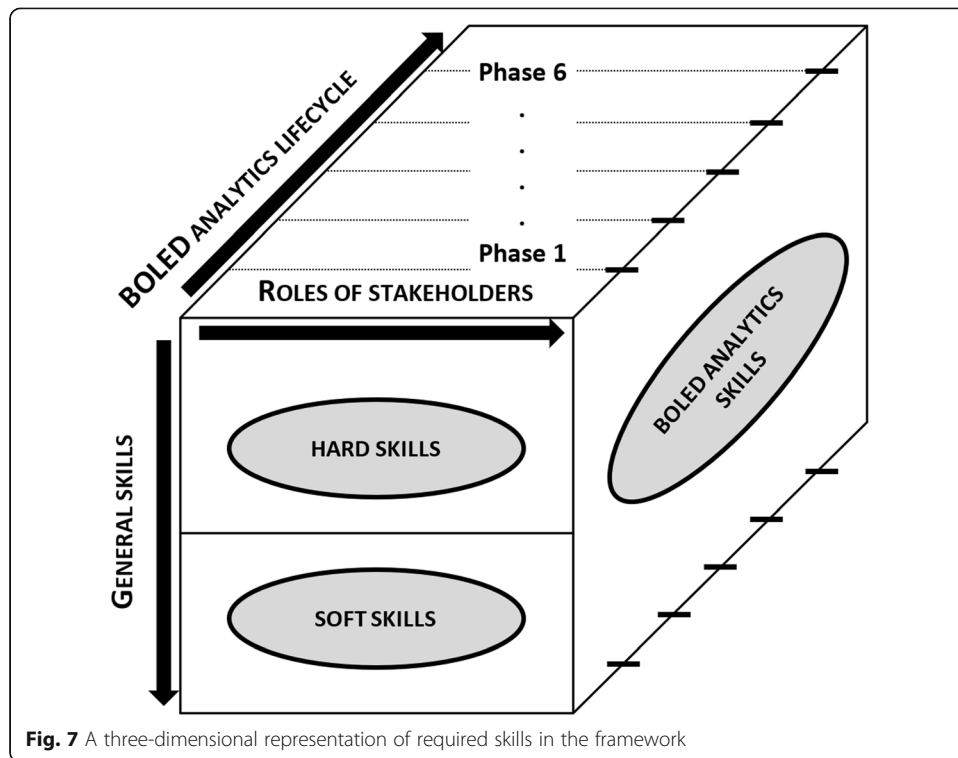 Phase 6
.
.
.
.
Phase 1
BOLED ANALYTICS LIFECYCLE
ROLES OF STAKEHOLDERS
GENERAL SKILLS
HARD SKILLS
SOFT SKILLS
BOLED ANALYTICS
SKILLS
Fig. 7 A three-dimensional representation of required skills in the framework